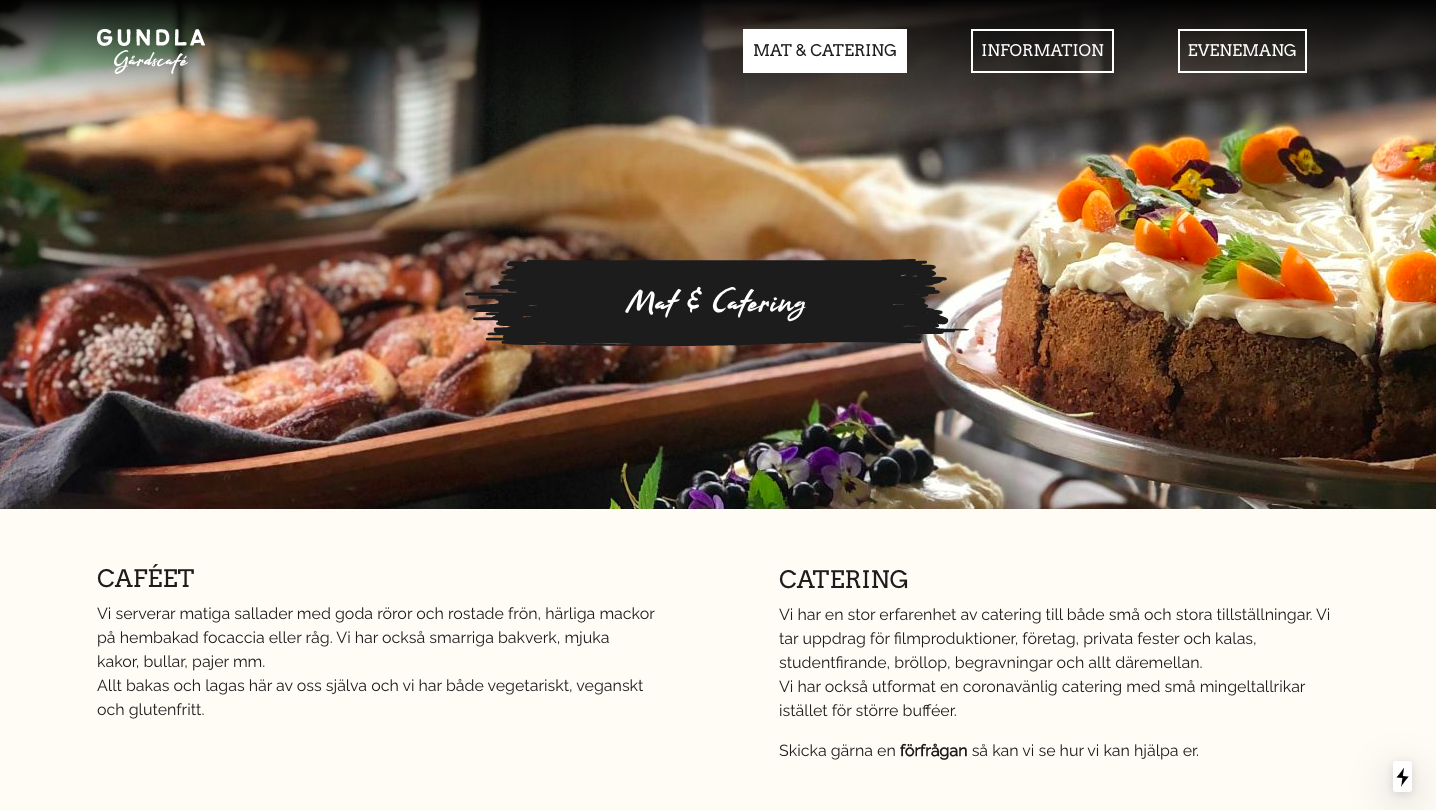 GUNDLA
Gårdscafé
MAT & CATERING
INFORMATION
EVENEMANG
Mat & Catering
CAFÉET
Vi serverar matiga sallader med goda röror och rostade frön, härliga mackor
på hembakad focaccia eller råg. Vi har också smarriga bakverk, mjuka
kakor, bullar, pajer mm.
Allt bakas och lagas här av oss själva och vi har både vegetariskt, veganskt
och glutenfritt.
CATERING
Vi har en stor erfarenhet av catering till både små och stora tillställningar. Vi
tar uppdrag för filmproduktioner, företag, privata fester och kalas,
studentfirande, bröllop, begravningar och allt däremellan.
Vi har också utformat en coronavänlig catering med små mingeltallrikar
istället för större bufféer.
Skicka gärna en förfrågan så kan vi se hur vi kan hjälpa er.